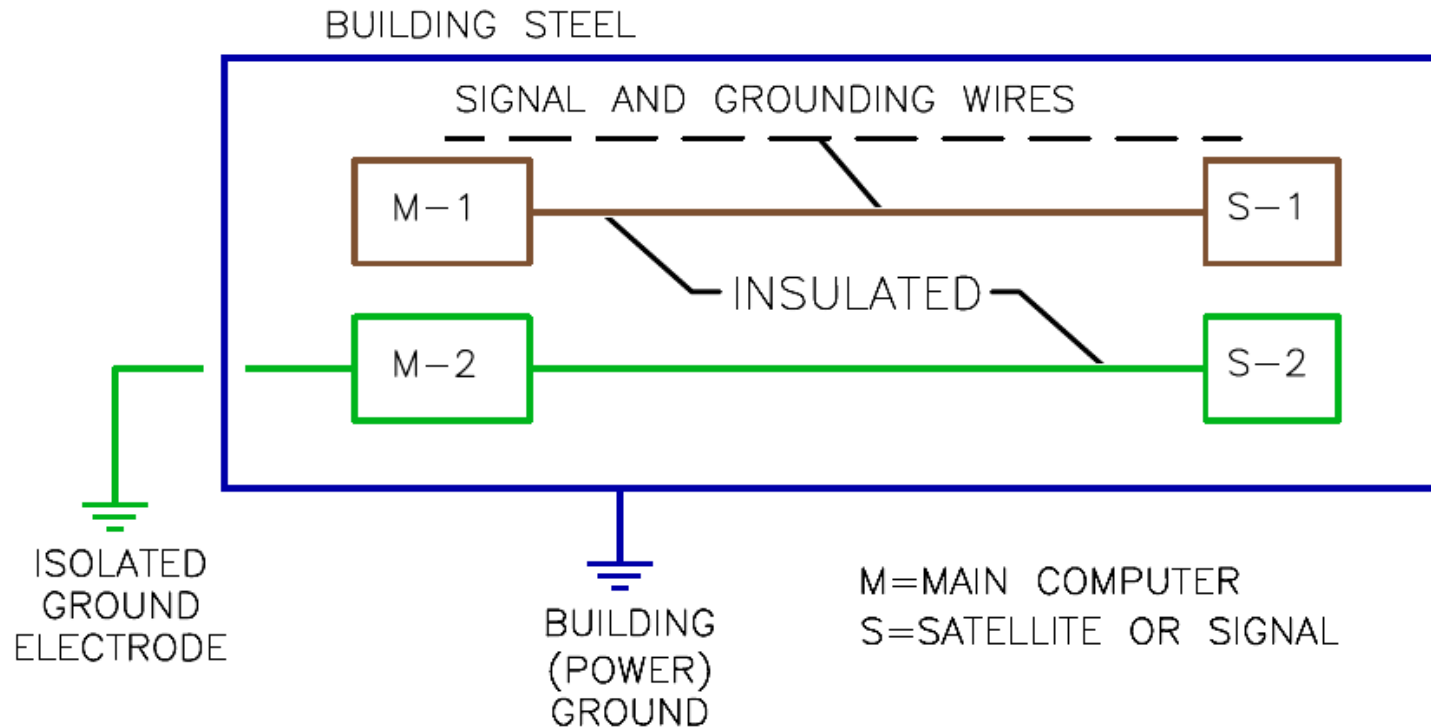 BUILDING STEEL
SIGNAL AND GROUNDING WIRES
M-1
S-1
INSULATED
M-2
S-2
ISOLATED
GROUND
ELECTRODE
BUILDING
(POWER)
GROUND
M=MAIN COMPUTER
S=SATELLITE OR SIGNAL